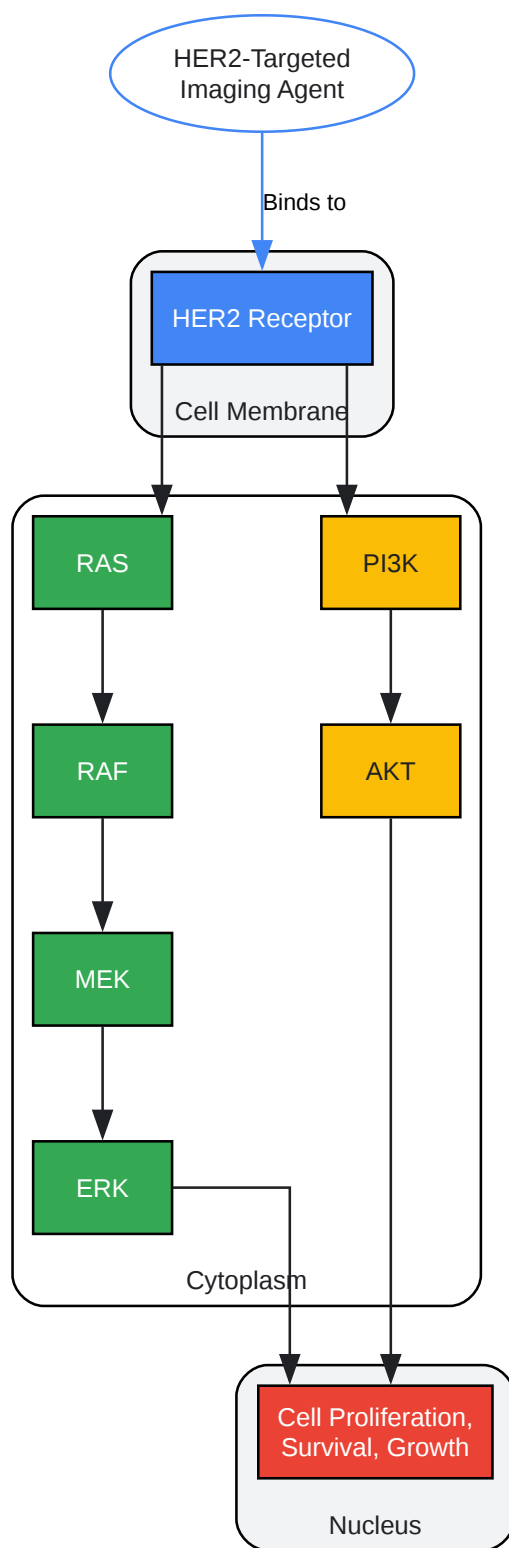 HER2-Targeted
Imaging Agent
Binds to
HER2 Receptor
Cell Membrane
RAS
PI3K
RAF
AKT
MEK
ERK
Cytoplasm
Cell Proliferation,
Survival, Growth
Nucleus